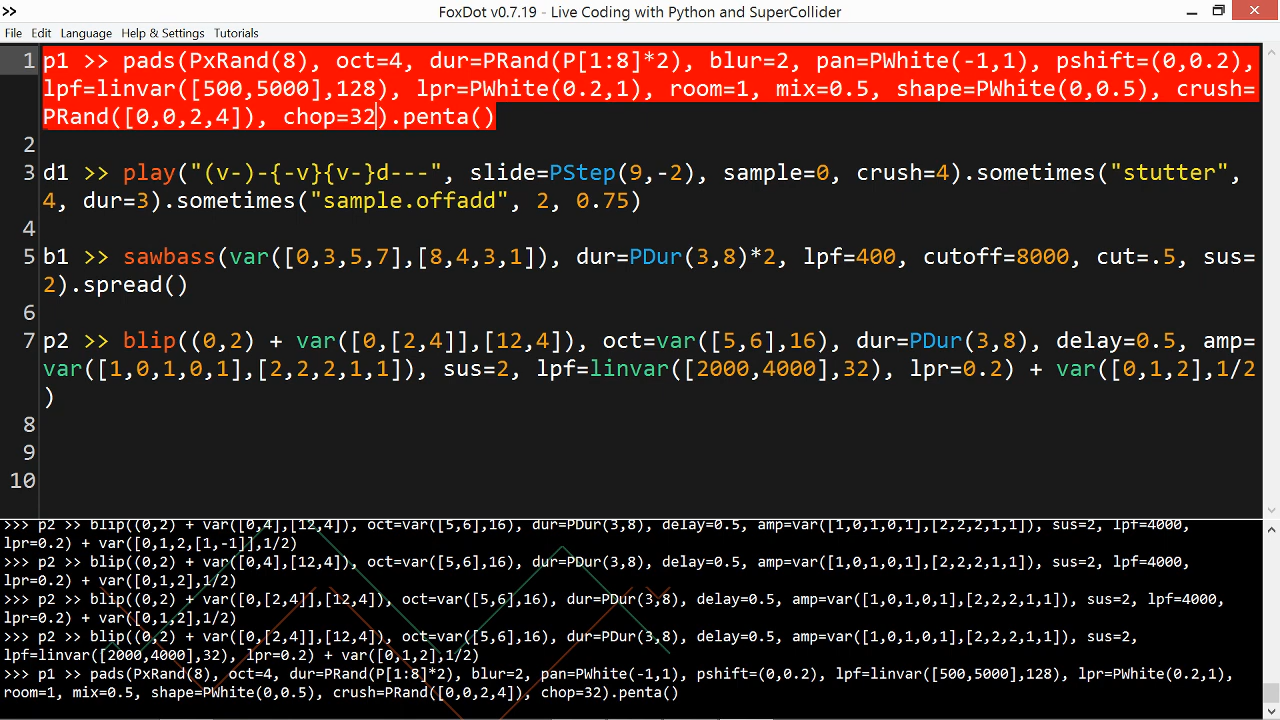 FoxDot v0.7.19 - Live Coding with Python and SuperCollider
File Edit Language Help & Settings Tutorials
1 p1 >> pads(PxRand(8), oct=4, dur=PRand(P[1:8]*2), blur=2, pan=PWhite(-1,1), pshift=(0,0.2),
lpf=linvar([500,5000],128), lpr=PWhite(0.2,1), room=1, mix=0.5, shape=PWhite(0,0.5), crush=
PRand([0,0,2,4]), chop=32).penta()
2
3 d1 >> play("(v-)-{-v}{v-}d---", slide=PStep(9,-2), sample=0, crush=4).sometimes("stutter",
4, dur=3).sometimes("sample.offadd", 2, 0.75)
4
5 b1 >> sawbass(var([0,3,5,7],[8,4,3,1]), dur=PDur(3,8)*2, lpf=400, cutoff=8000, cut=.5, sus=
2).spread()
6
7 p2 >> blip((0,2) + var([0,[2,4]],[12,4]), oct=var([5,6],16), dur=PDur(3,8), delay=0.5, amp=
var([1,0,1,0,1],[2,2,2,1,1]), sus=2, lpf=linvar([2000,4000],32), lpr=0.2) + var([0,1,2],1/2
)
8
9
10
>>> p2 >> blip((0,2) + var([0,4],[12,4]), oct=var([5,6],16), dur=PDur(3,8), delay=0.5, amp=var([1,0,1,0,1],[2,2,2,1,1]), sus=2, lpf=4000,
lpr=0.2) + var([0,1,2,[1,-1]],1/2)
>>> p2 >> blip((0,2) + var([0,4],[12,4]), oct=var([5,6],16), dur=PDur(3,8), delay=0.5, amp=var([1,0,1,0,1],[2,2,2,1,1]), sus=2, lpf=4000,
lpr=0.2) + var([0,1,2],1/2)
>>> p2 >> blip((0,2) + var([0,[2,4]],[12,4]), oct=var([5,6],16), dur=PDur(3,8), delay=0.5, amp=var([1,0,1,0,1],[2,2,2,1,1]), sus=2, lpf=4000,
lpr=0.2) + var([0,1,2],1/2)
>>> p2 >> blip((0,2) + var([0,[2,4]],[12,4]), oct=var([5,6],16), dur=PDur(3,8), delay=0.5, amp=var([1,0,1,0,1],[2,2,2,1,1]), sus=2,
lpf=linvar([2000,4000],32), lpr=0.2) + var([0,1,2],1/2)
>>> p1 >> pads(PxRand(8), oct=4, dur=PRand(P[1:8]*2), blur=2, pan=PWhite(-1,1), pshift=(0,0.2), lpf=linvar([500,5000],128), lpr=PWhite(0.2,1),
room=1, mix=0.5, shape=PWhite(0,0.5), crush=PRand([0,0,2,4]), chop=32).penta()